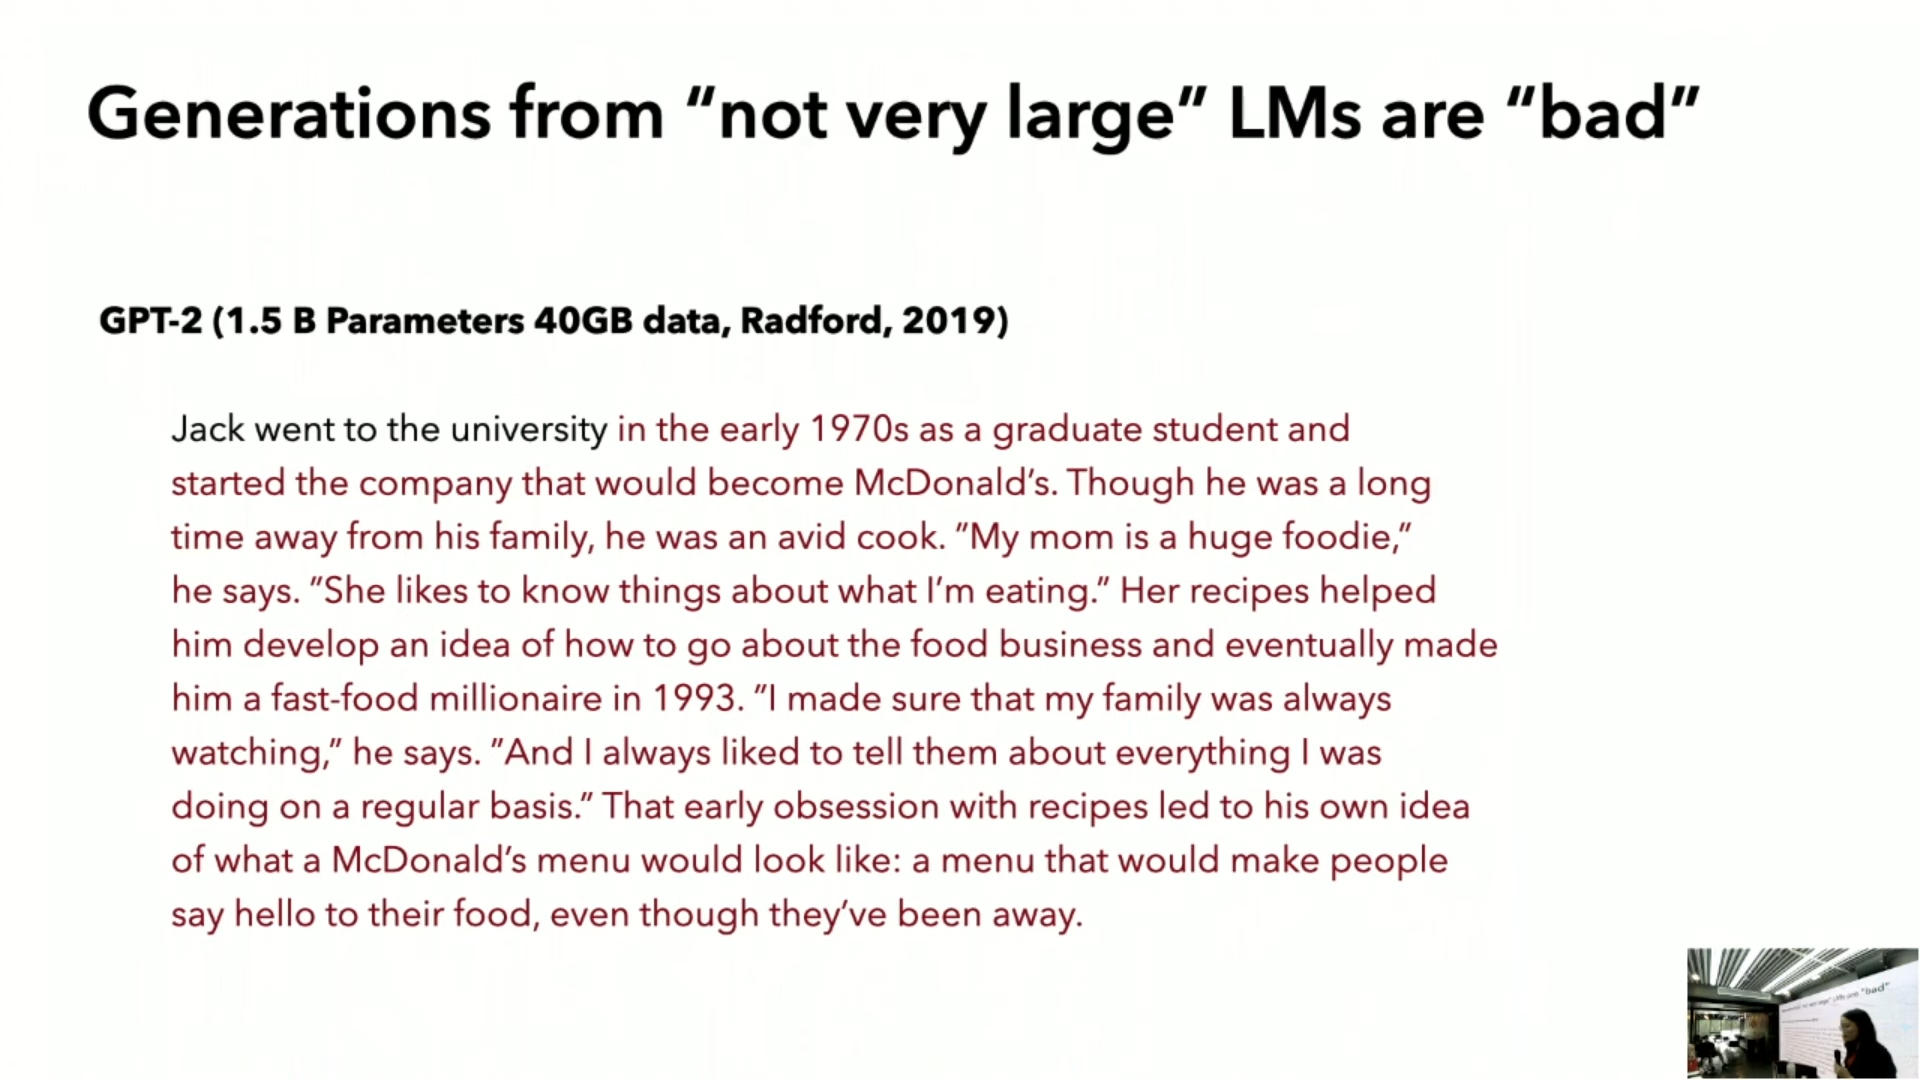 Generations from “not very large” LMs are “bad”
GPT-2 (1.5 B Parameters 40GB data, Radford, 2019)
Jack went to the university in the early 1970s as a graduate student and
started the company that would become McDonald’s. Though he was a long
time away from his family, he was an avid cook. ”My mom is a huge foodie,”
he says. ”She likes to know things about what I’m eating.” Her recipes helped
him develop an idea of how to go about the food business and eventually made
him a fast-food millionaire in 1993. ”I made sure that my family was always
watching,” he says. ”And I always liked to tell them about everything I was
doing on a regular basis.” That early obsession with recipes led to his own idea
of what a McDonald’s menu would look like: a menu that would make people
say hello to their food, even though they’ve been away.